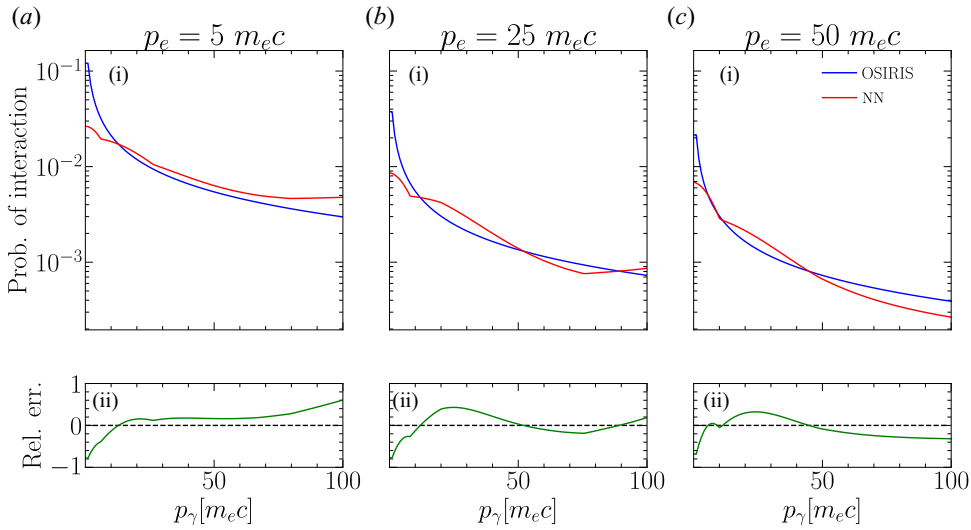 (a) p_e = 5 m_ec
(b) p_e = 25 m_ec
(c) p_e = 50 m_ec
Prob. of interaction
10^{-1}
10^{-2}
10^{-3}
(i)
(i)
(i)
OSIRIS
NN
Rel. err.
1
0
−1
(ii)
(ii)
(ii)
50
100
50
100
50
100
p_γ[m_ec]
p_γ[m_ec]
p_γ[m_ec]